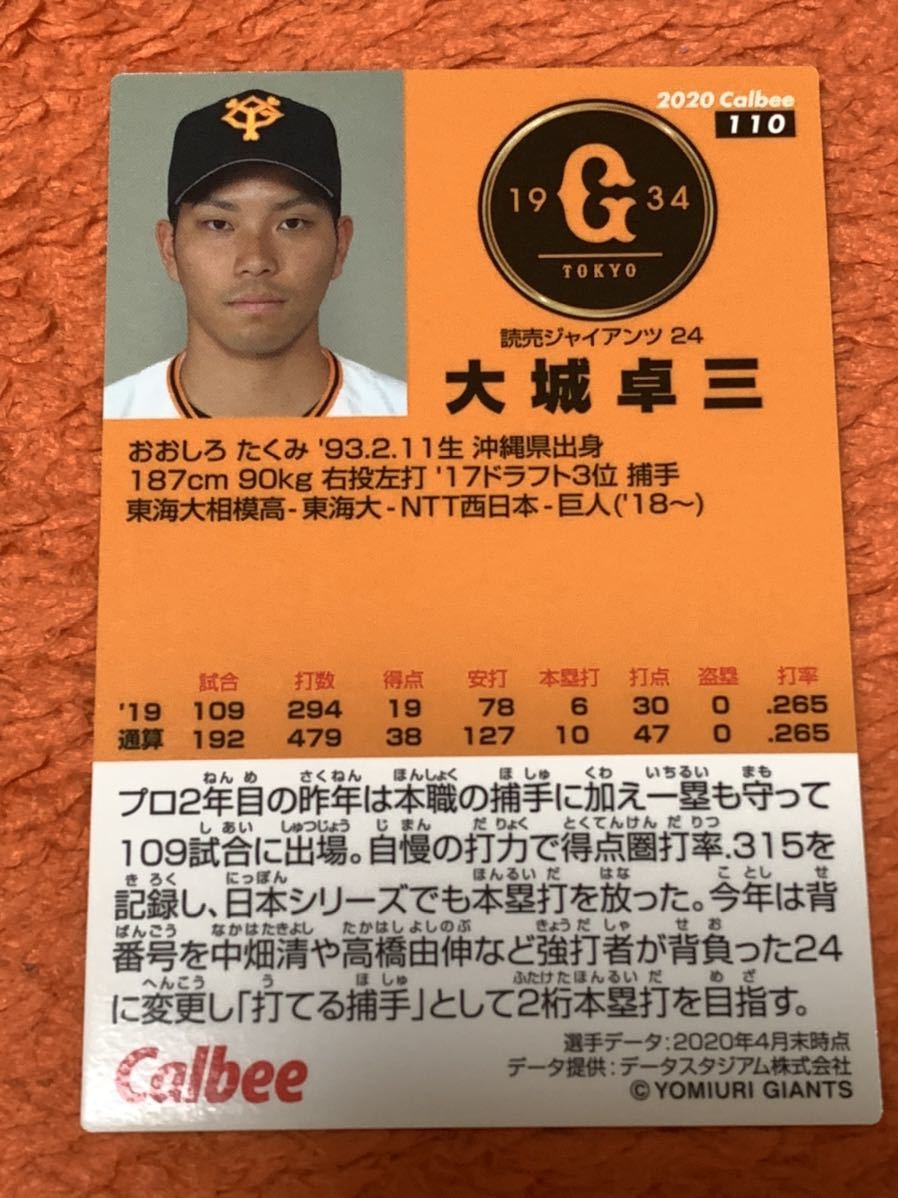 2020 Calbee
110
19 G 34
TOKYO
読売ジャイアンツ 24
大城卓三
おおしろ たくみ '93.2.11生 沖縄県出身
187cm 90kg 右投左打 '17ドラフト3位 捕手
東海大相模高-東海大-NTT西日本-巨人('18～)
試合 打数 得点 安打 本塁打 打点 盗塁 打率
'19 109 294 19 78 6 30 0 .265
通算 192 479 38 127 10 47 0 .265
ねんめ さくねん ほんしょく ほしゅ くわ いちるい まも
プロ2年目の昨年は本職の捕手に加え一塁も守って
しあい しゅつじょう じまん だりょく とくてんけんだりつ
109試合に出場。自慢の打力で得点圏打率.315を
きろく にっぽん ほんるいだ はな ことし せ
記録し、日本シリーズでも本塁打を放った。今年は背
ばんごう なかはたきよし たかはしよしのぶ きょうだしゃ せお
番号を中畑清や高橋由伸など強打者が背負った24
へんこう う ほしゅ ふたけたほんるいだ めざ
に変更し「打てる捕手」として2桁本塁打を目指す。
Calbee
選手データ:2020年4月末時点
データ提供:データスタジアム株式会社
©YOMIURI GIANTS